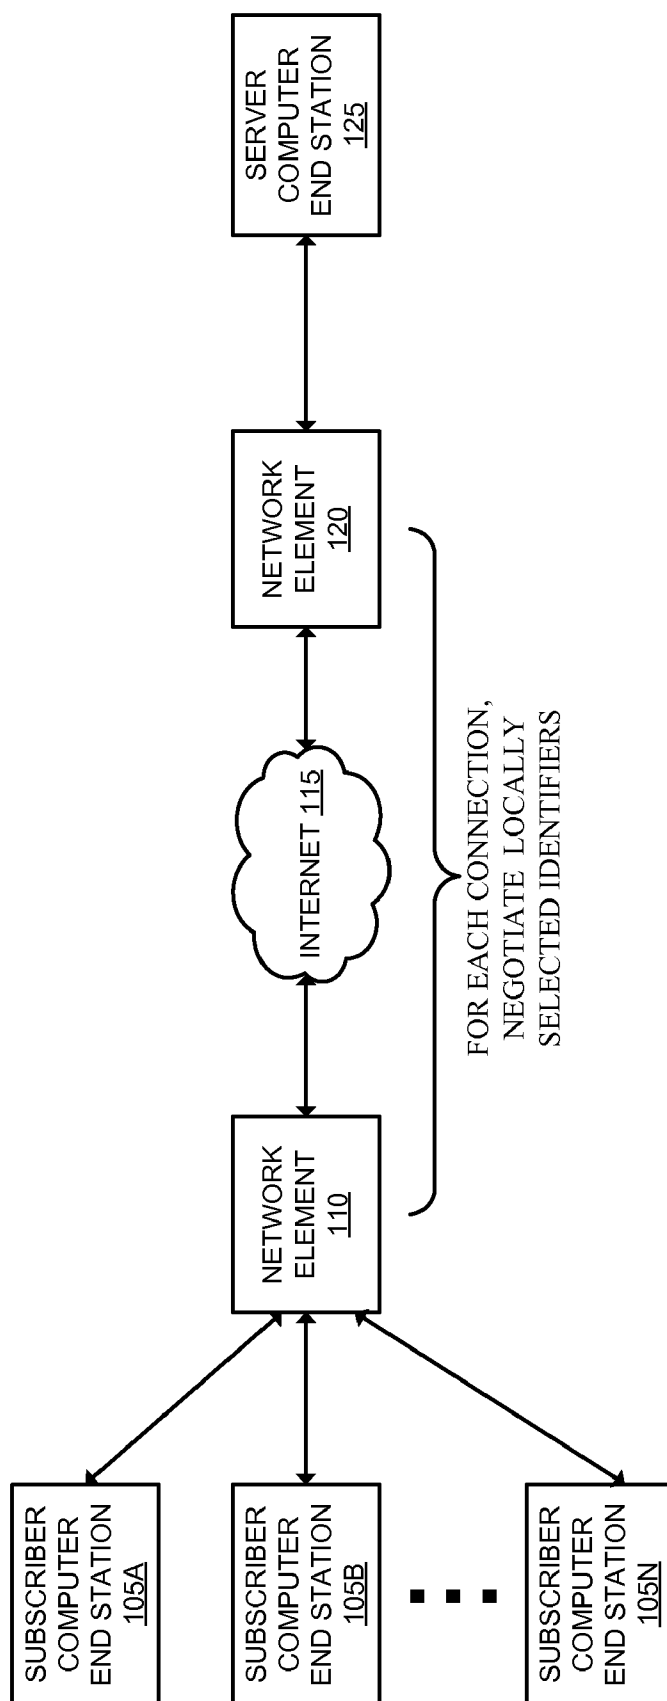 SUBSCRIBER
COMPUTER
END STATION
105A
SUBSCRIBER
COMPUTER
END STATION
105B
SUBSCRIBER
COMPUTER
END STATION
105N
NETWORK
ELEMENT
110
INTERNET 115
NETWORK
ELEMENT
120
SERVER
COMPUTER
END STATION
125
FOR EACH CONNECTION,
NEGOTIATE LOCALLY
SELECTED IDENTIFIERS